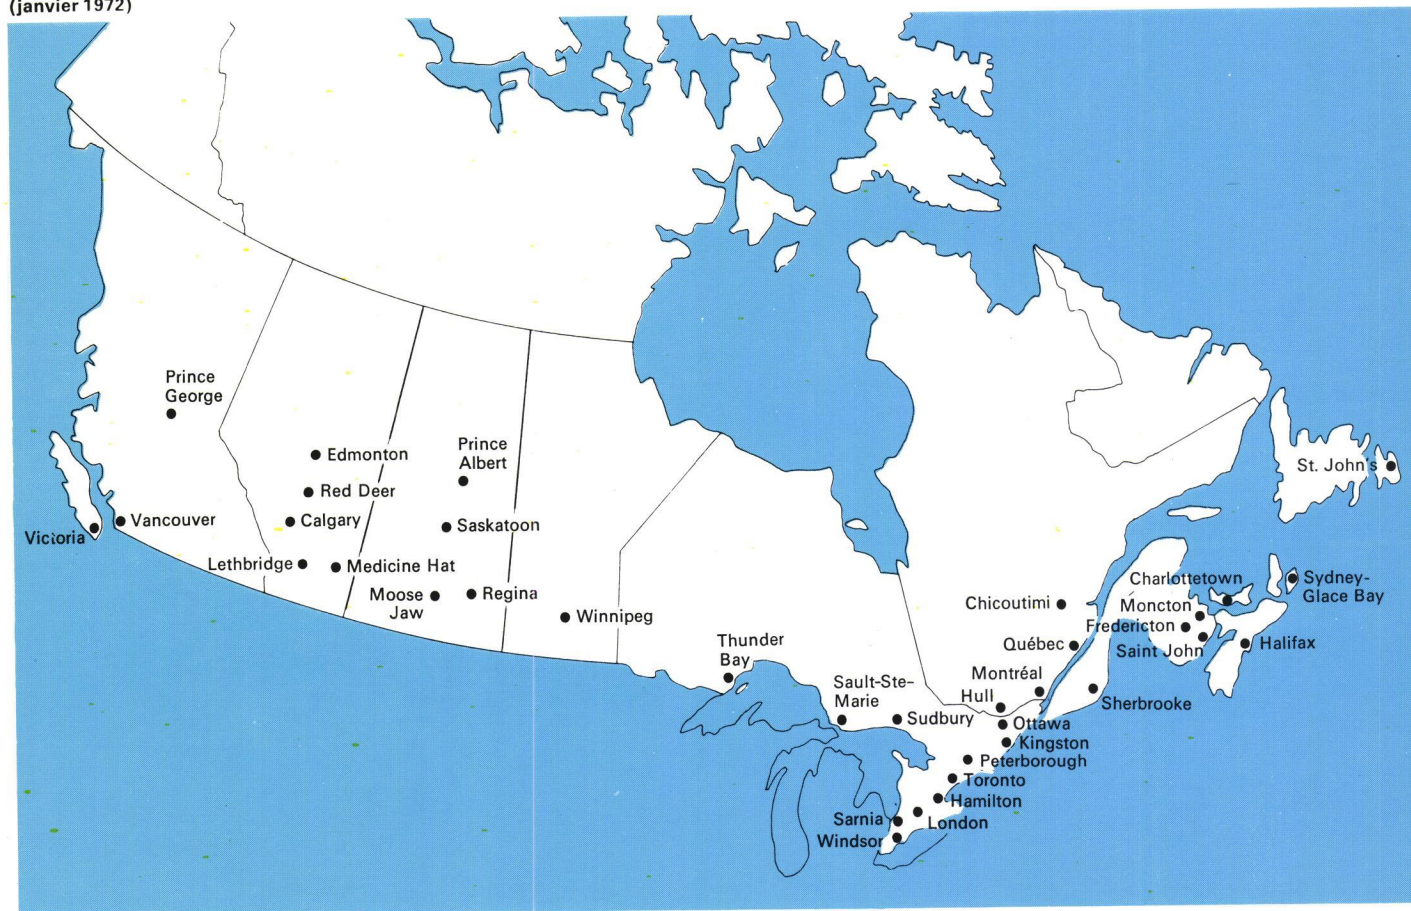 (janvier 1972)
Prince
George
Edmonton
Prince
Albert
Red Deer
St. John's
Vancouver
Calgary
Saskatoon
Victoria
Lethbridge
Medicine Hat
Moose
Jaw
Regina
Winnipeg
Chicoutimi
Charlottetown
Sydney-
Glace Bay
Moncton
Fredericton
Québec
Saint John
Halifax
Thunder
Bay
Montréal
Sault-Ste-
Marie
Hull
Sherbrooke
Sudbury
Ottawa
Kingston
Peterborough
Toronto
Hamilton
Sarnia
London
Windsor